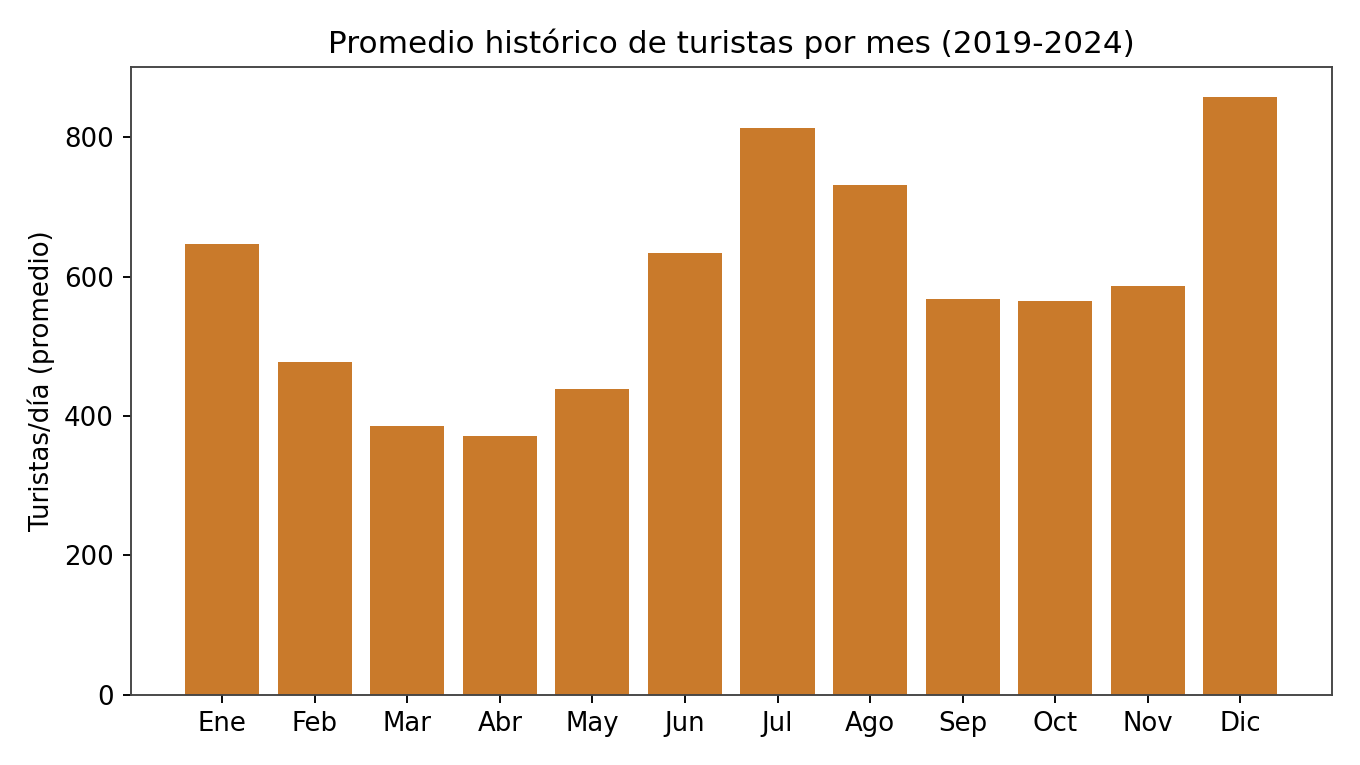 Promedio histórico de turistas por mes (2019-2024)
Turistas/día (promedio)
800
600
400
200
0
Ene Feb Mar Abr May Jun Jul Ago Sep Oct Nov Dic